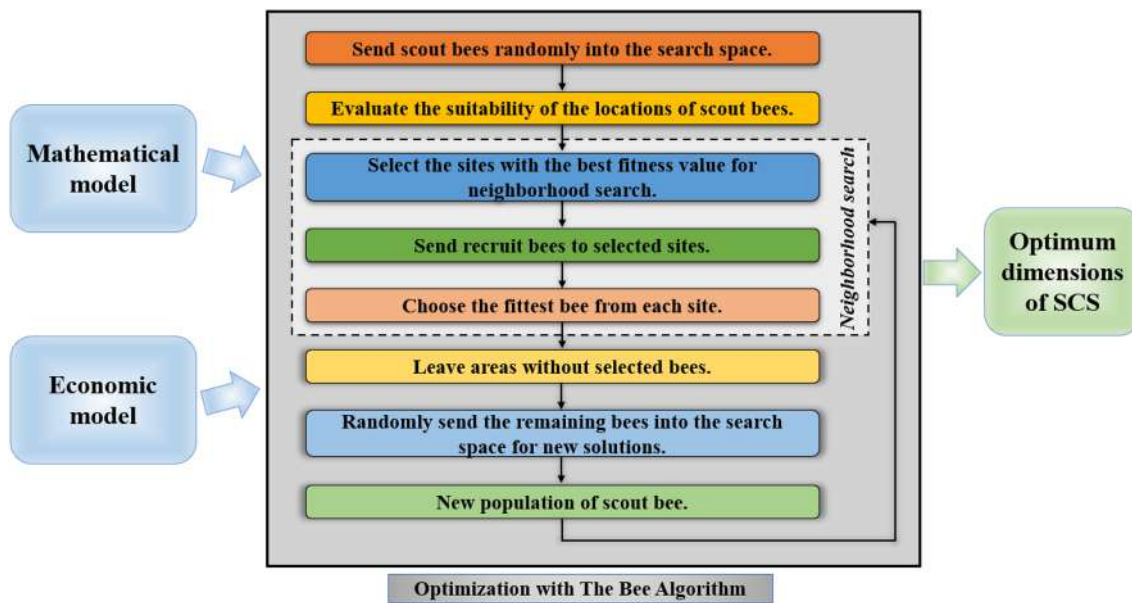 Mathematical
model
Economic
model
Send scout bees randomly into the search space.
Evaluate the suitability of the locations of scout bees.
Select the sites with the best fitness value for
neighborhood search.
Send recruit bees to selected sites.
Choose the fittest bee from each site.
Neighborhood search
Leave areas without selected bees.
Randomly send the remaining bees into the search
space for new solutions.
New population of scout bee.
Optimum
dimensions
of SCS
Optimization with The Bee Algorithm